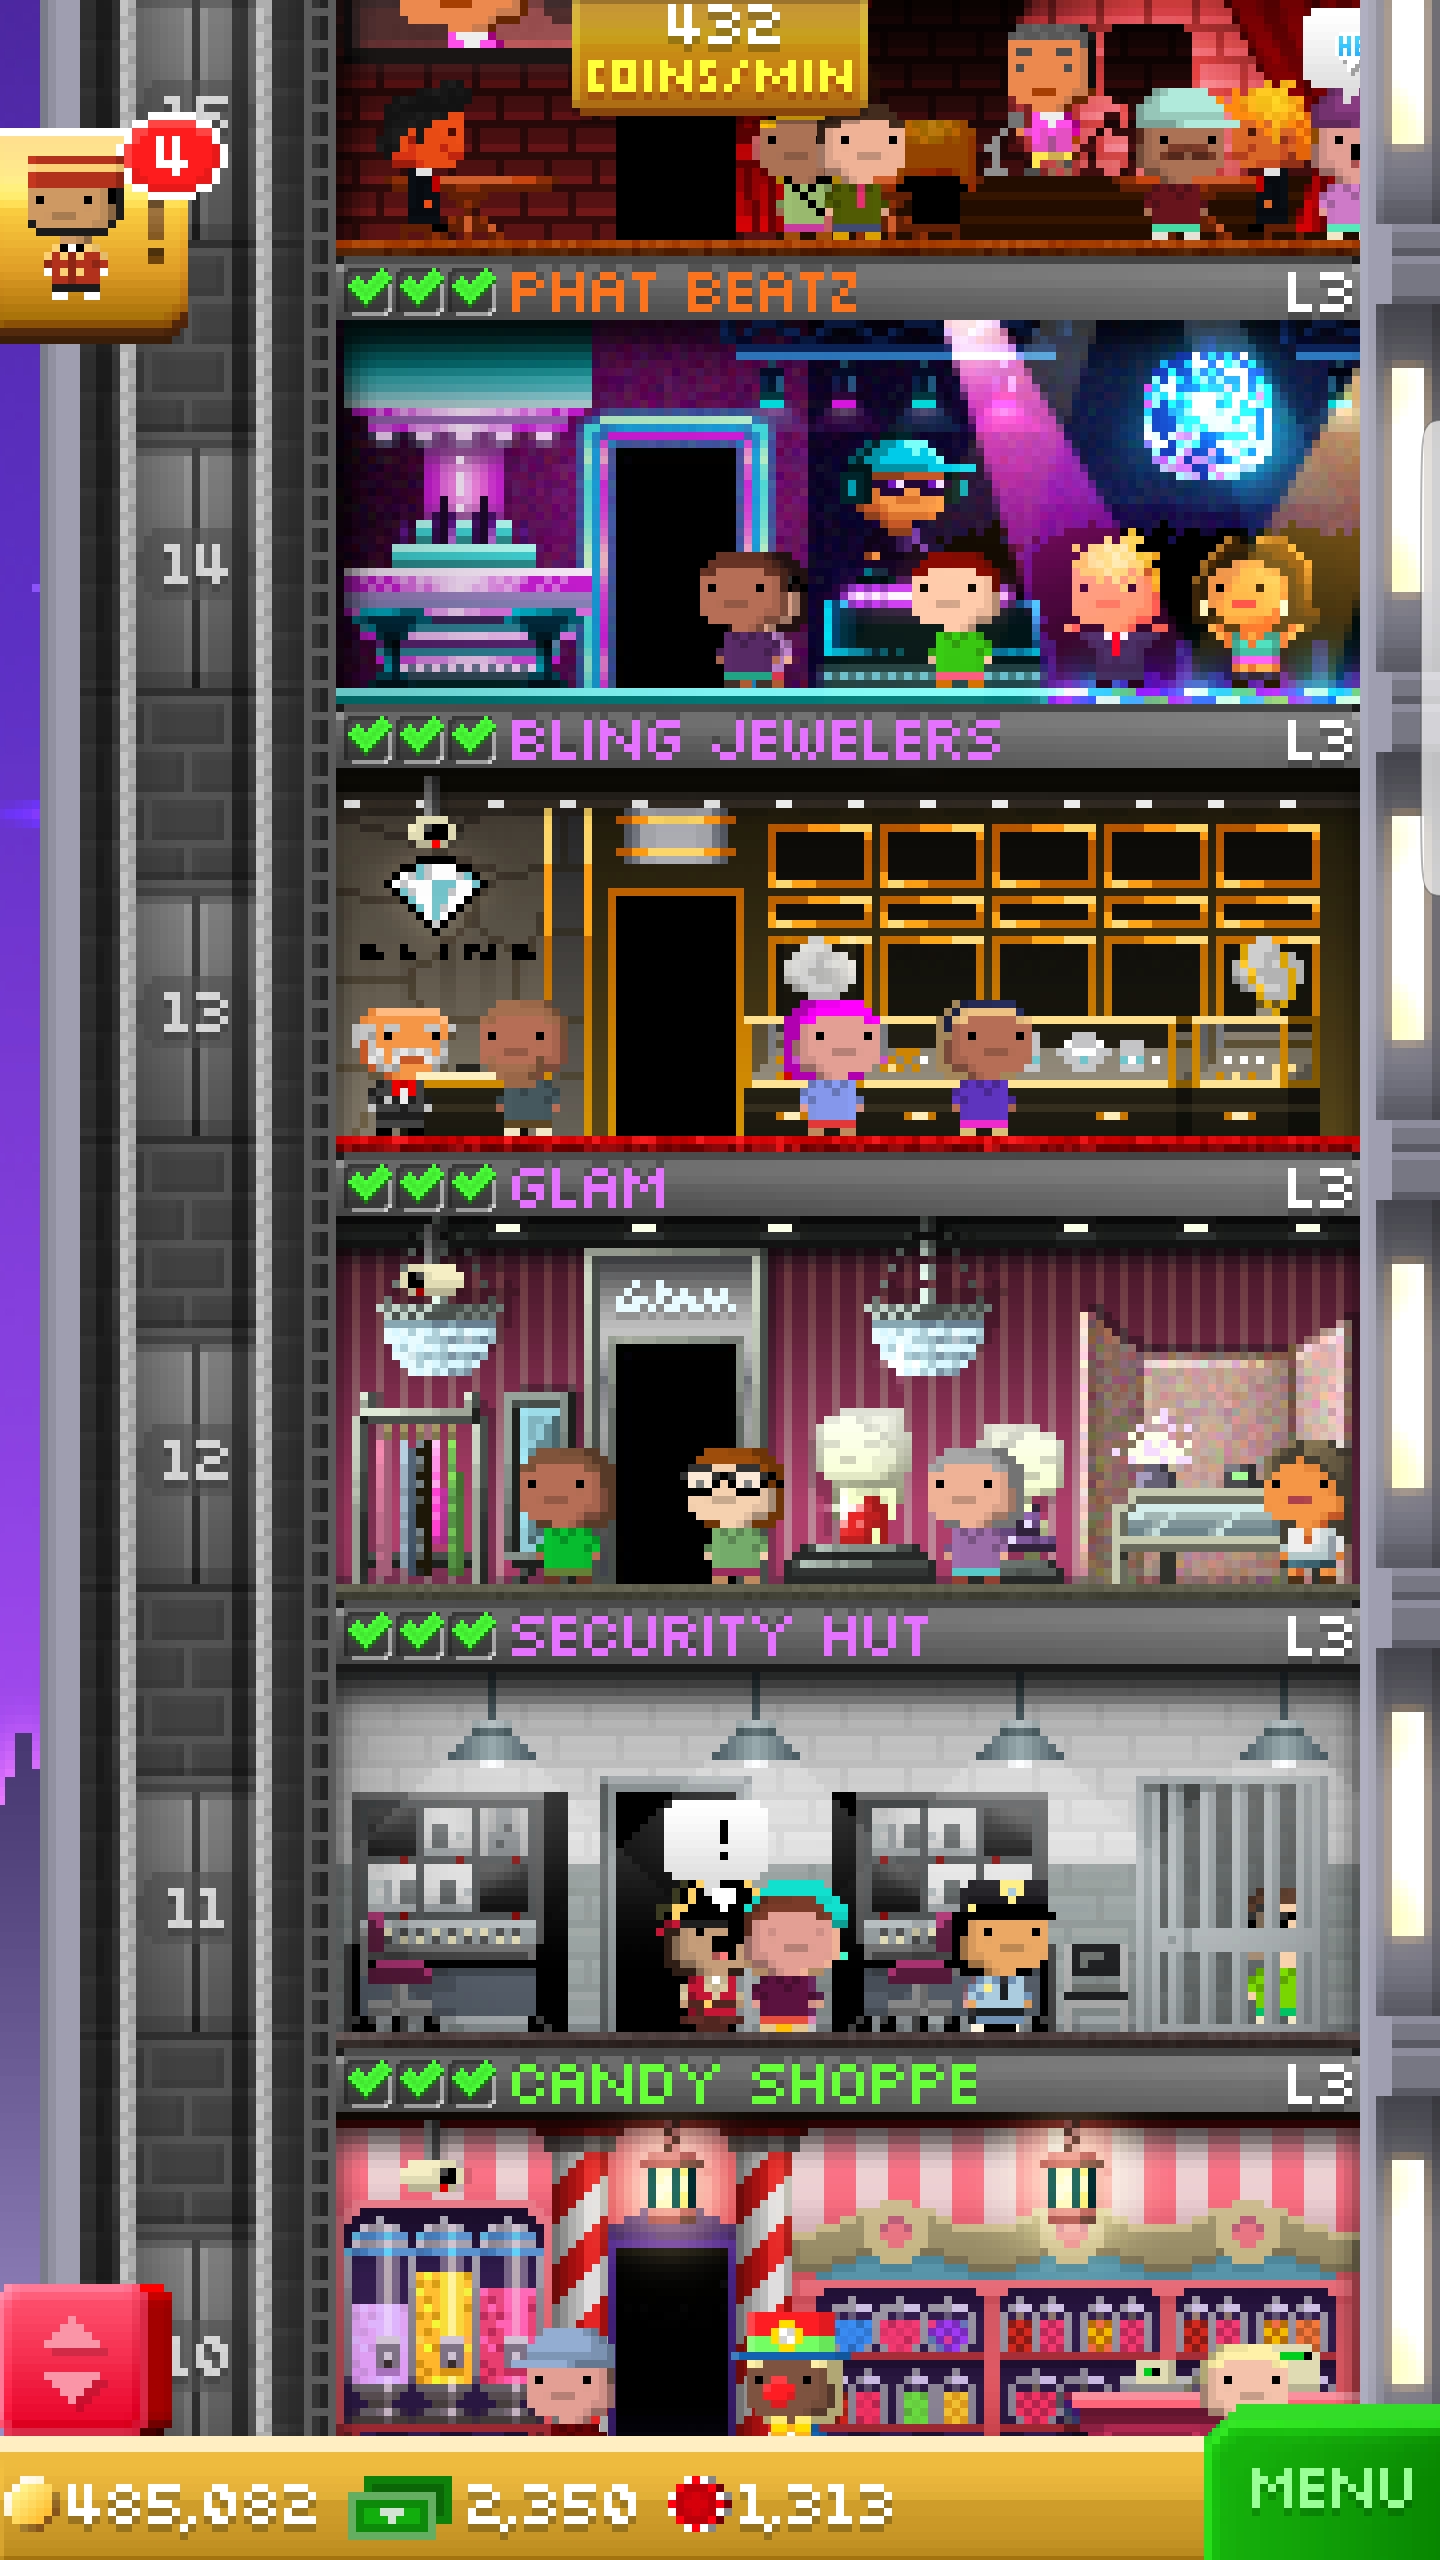 432
COINS/MIN
HE
15
4
PHAT BEATZ L3
14
BLING JEWELERS L3
BLING
13
GLAM L3
Glam
12
SECURITY HUT L3
!
11
CANDY SHOPPE L3
10
485,082 2,350 1,313
MENU